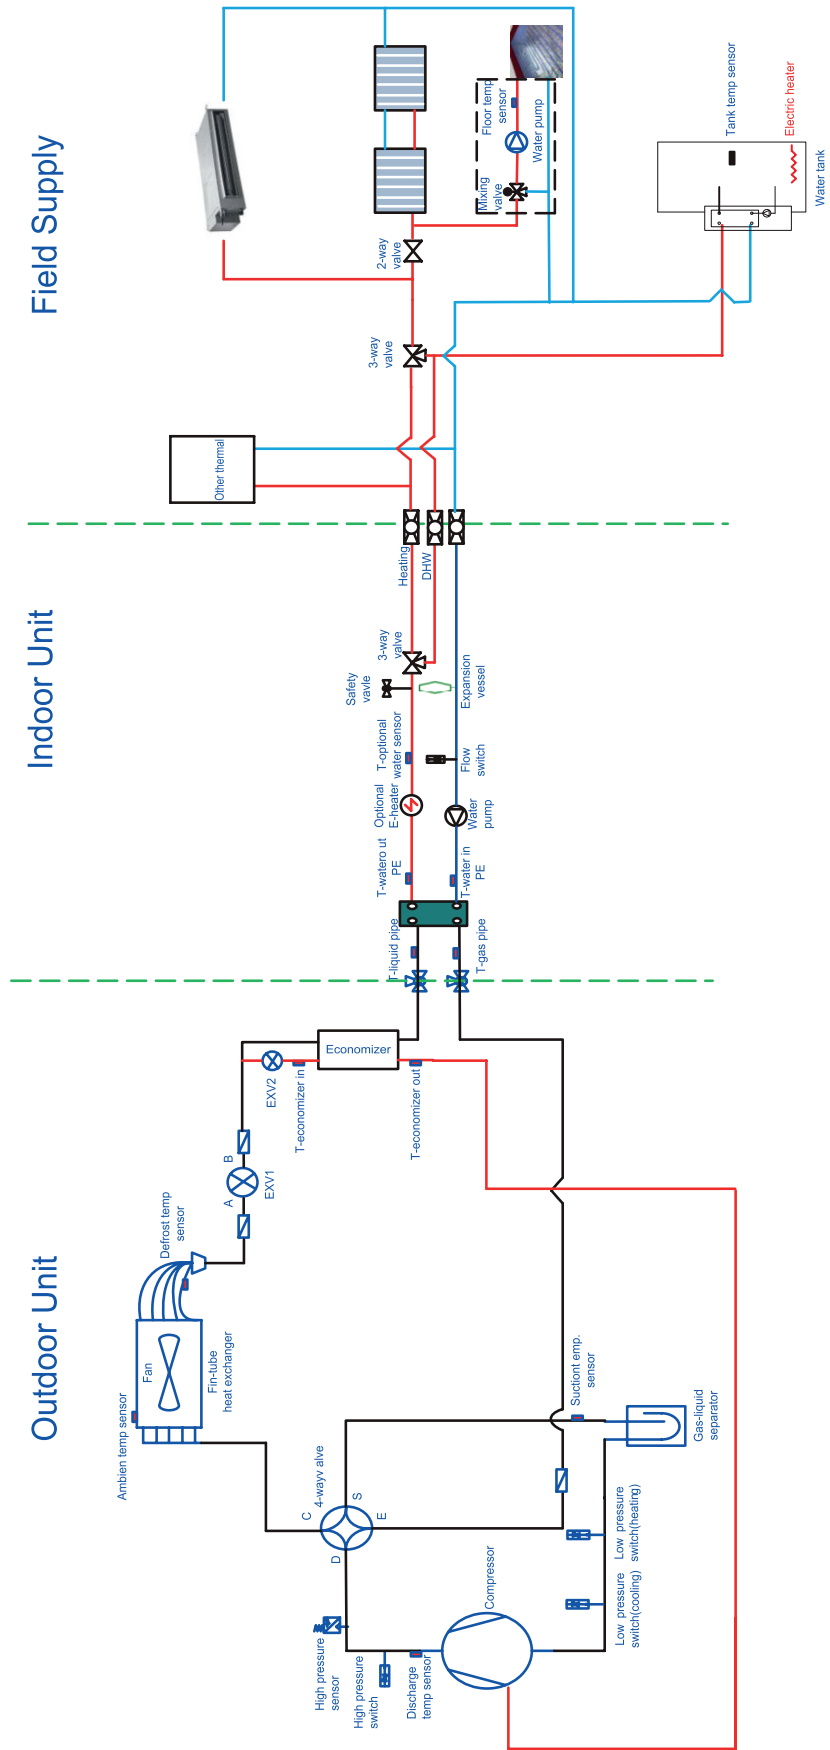 Field Supply
2-way
valve
3-way
valve
Other thermal
Floor temp
sensor
Water pump
Mixing
valve
Tank temp sensor
Electric heater
Water tank
Indoor Unit
Heating
DHW
3-way
valve
Safety
vavle
Expansion
vessel
T-optional
water sensor
Flow
switch
Optional
E-heater
Water
pump
T-watero ut
PE
T-water in
PE
T-liquid pipe
T-gas pipe
Outdoor Unit
Economizer
EXV2
T-economizer in
T-economizer out
B
A
EXV1
Defrost temp
sensor
Fan
Fin-tube
heat exchanger
Ambien temp sensor
4-wayv alve
C
S
D
E
Suctiont emp.
sensor
Gas-liquid
separator
Low pressure
switch(heating)
Low pressure
switch(cooling)
Compressor
High pressure
sensor
High pressure
switch
Discharge
temp sensor